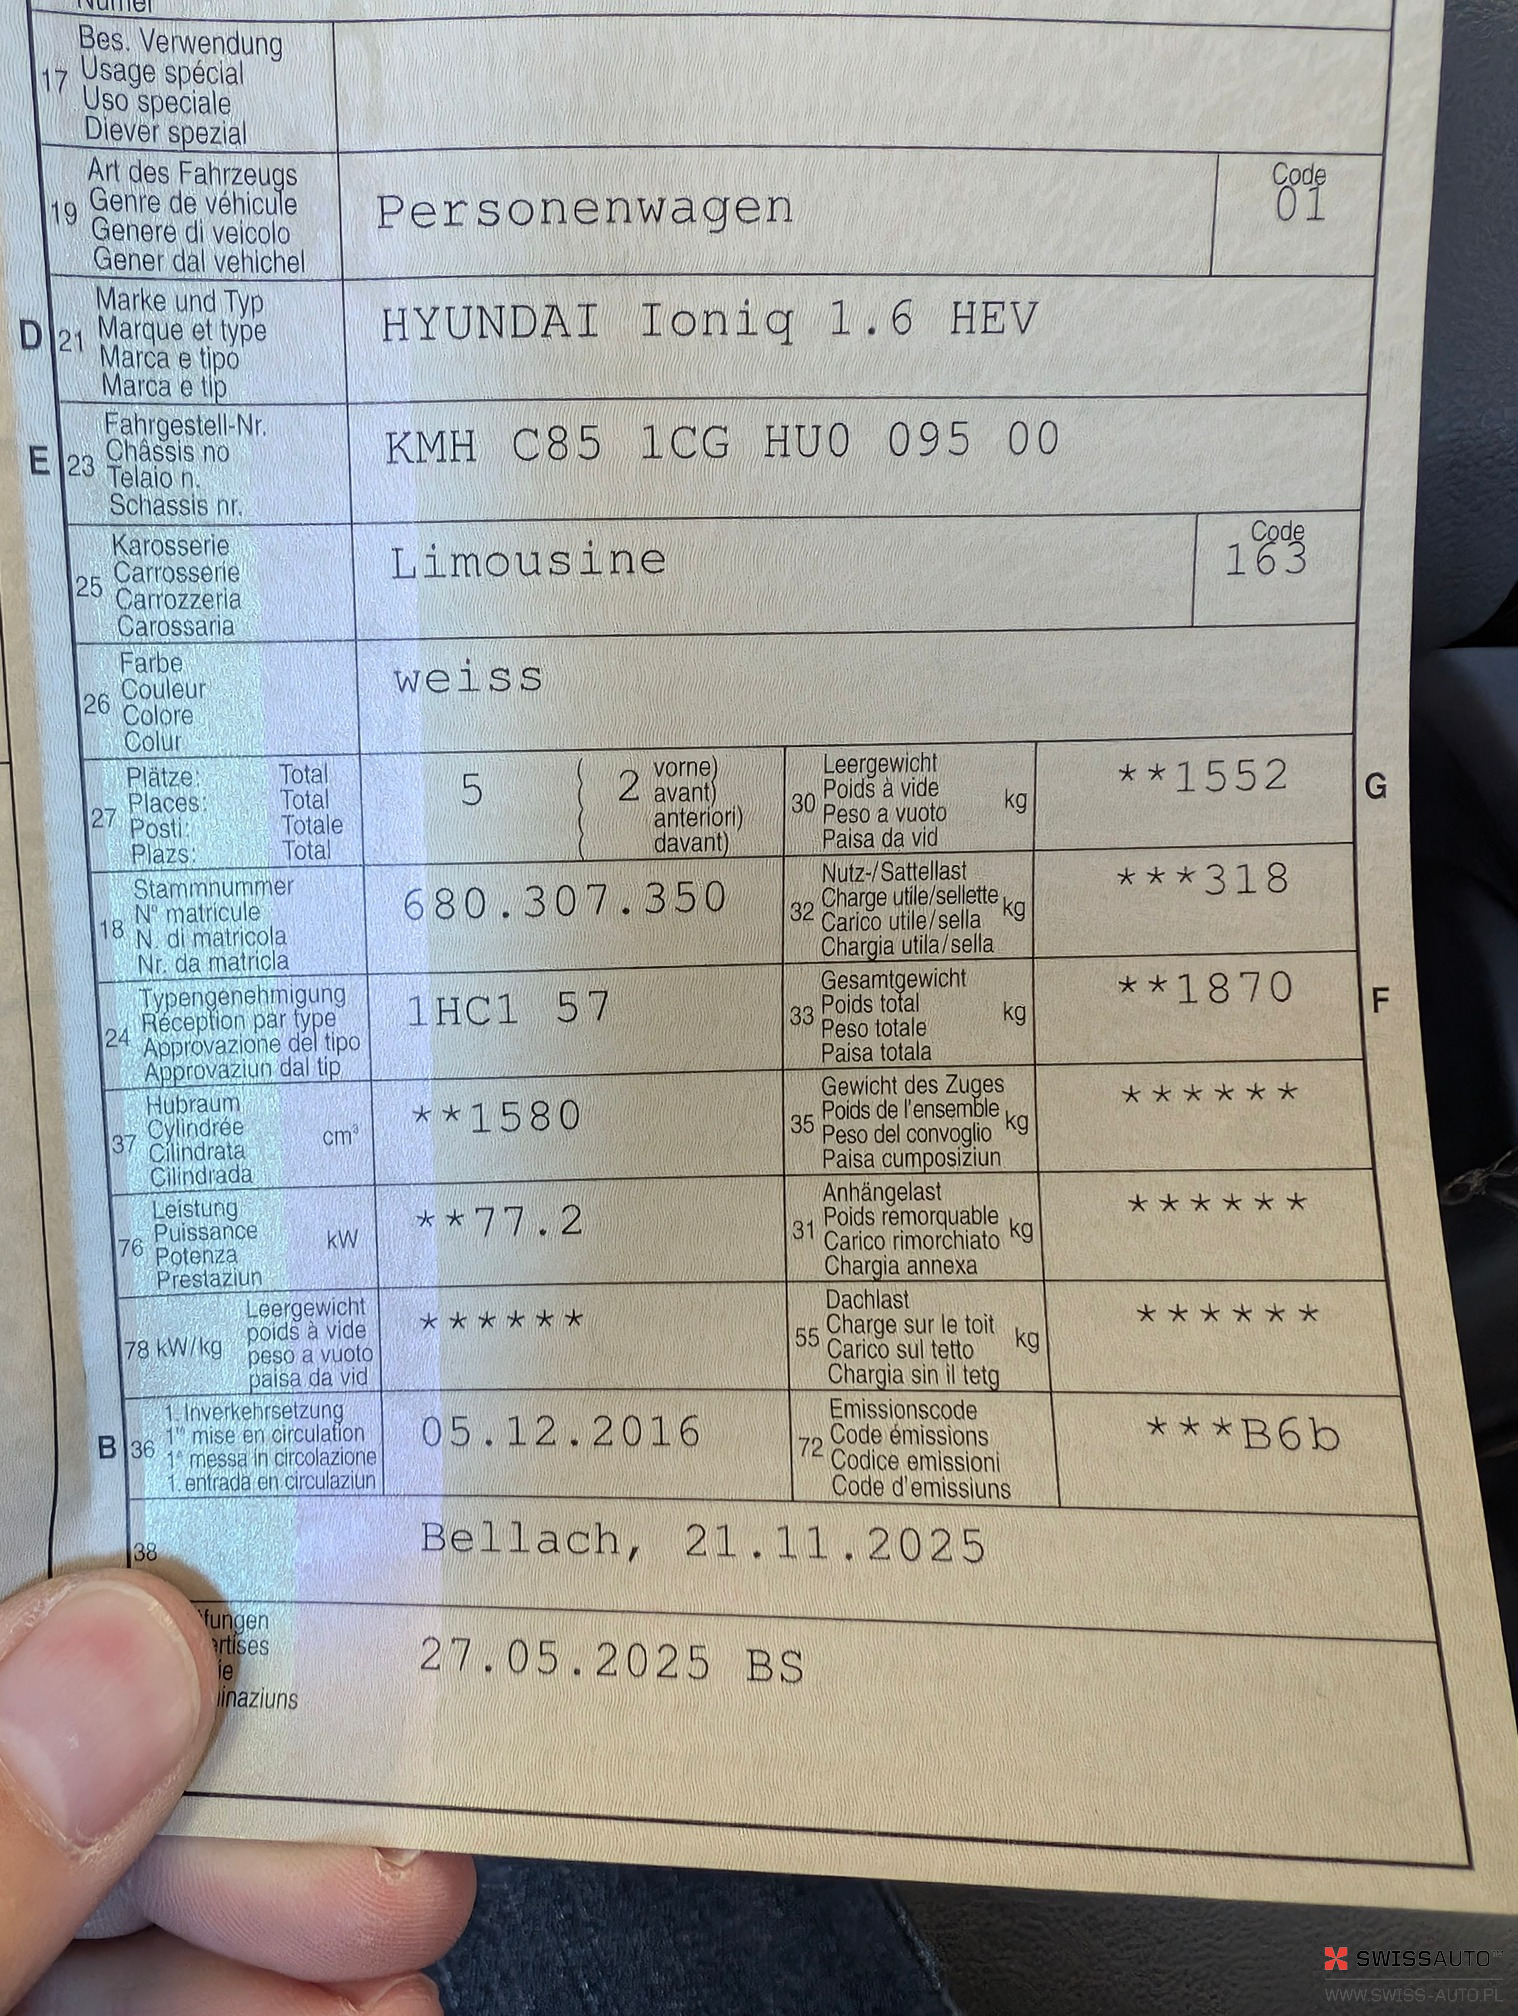 Numer
17
Bes. Verwendung
Usage spécial
Uso speciale
Diever spezial
19
Art des Fahrzeugs
Genre de véhicule
Genere di veicolo
Gener dal vehichel
Personenwagen
Code
01
D
21
Marke und Typ
Marque et type
Marca e tipo
Marca e tip
HYUNDAI Ioniq 1.6 HEV
E
23
Fahrgestell-Nr.
Châssis no
Telaio n.
Schassis nr.
KMH C85 1CG HU0 095 00
25
Karosserie
Carrosserie
Carrozzeria
Carossaria
Limousine
Code
163
26
Farbe
Couleur
Colore
Colur
weiss
27
Plätze: Total
Places: Total
Posti: Totale
Plazs: Total
5 ( 2
vorne)
avant)
anteriori)
davant)
30
Leergewicht
Poids à vide
Peso a vuoto
Paisa da vid
kg
**1552
G
18
Stammnummer
N° matricule
N. di matricola
Nr. da matricla
680.307.350
32
Nutz-/Sattellast
Charge utile/sellette
Carico utile/sella
Chargia utila/sella
kg
***318
24
Typengenehmigung
Réception par type
Approvazione del tipo
Approvaziun dal tip
1HC1 57
33
Gesamtgewicht
Poids total
Peso totale
Paisa totala
kg
**1870
F
37
Hubraum
Cylindrée
Cilindrata
Cilindrada
cm³
**1580
35
Gewicht des Zuges
Poids de l'ensemble
Peso del convoglio
Paisa cumposiziun
kg
******
76
Leistung
Puissance
Potenza
Prestaziun
kW
**77.2
31
Anhängelast
Poids remorquable
Carico rimorchiato
Chargia annexa
kg
******
78 kW/kg
Leergewicht
poids à vide
peso a vuoto
paisa da vid
******
55
Dachlast
Charge sur le toit
Carico sul tetto
Chargia sin il tetg
kg
******
B
36
1. Inverkehrsetzung
1re mise en circulation
1a messa in circolazione
1. entrada en circulaziun
05.12.2016
72
Emissionscode
Code émissions
Codice emissioni
Code d'emissiuns
***B6b
38
Bellach, 21.11.2025
fungen
ertises
ie
inaziuns
27.05.2025 BS
SWISSAUTO
WWW.SWISS-AUTO.PL